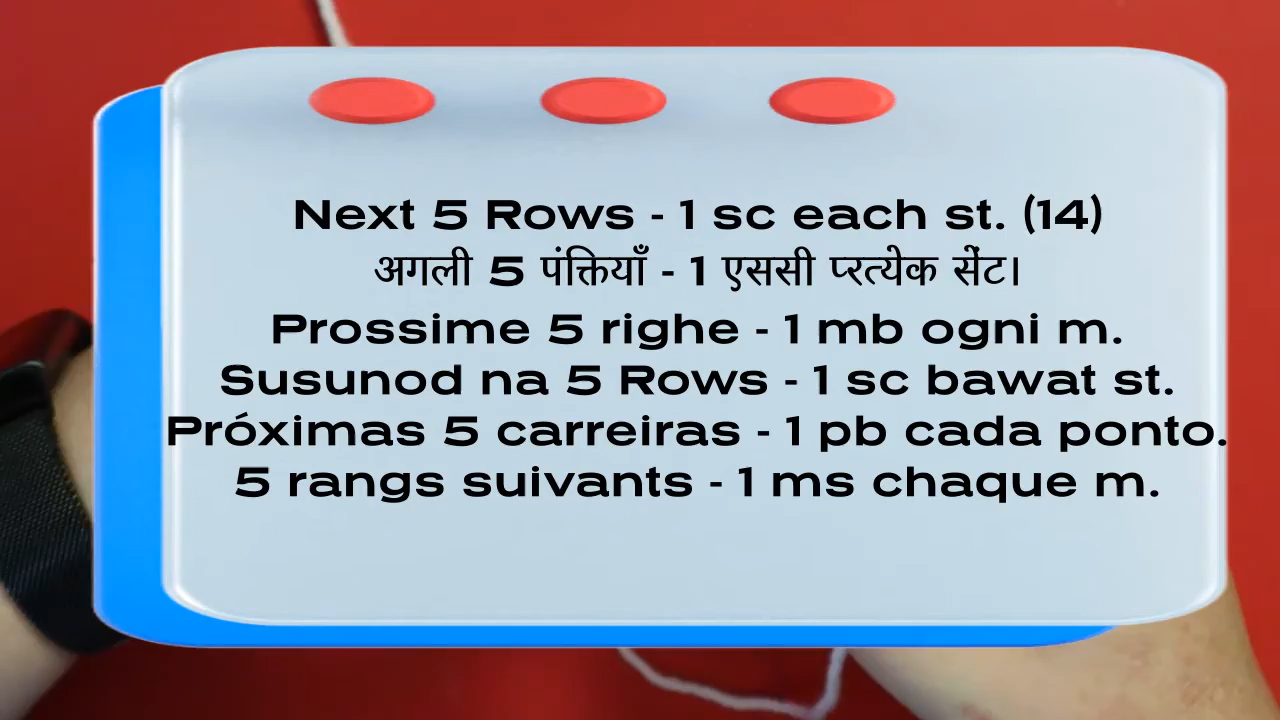 Next 5 Rows - 1 sc each st. (14)
अगली 5 पंक्तियाँ - 1 एससी प्रत्येक सेंट।
Prossime 5 righe - 1 mb ogni m.
Susunod na 5 Rows - 1 sc bawat st.
Próximas 5 carreiras - 1 pb cada ponto.
5 rangs suivants - 1 ms chaque m.